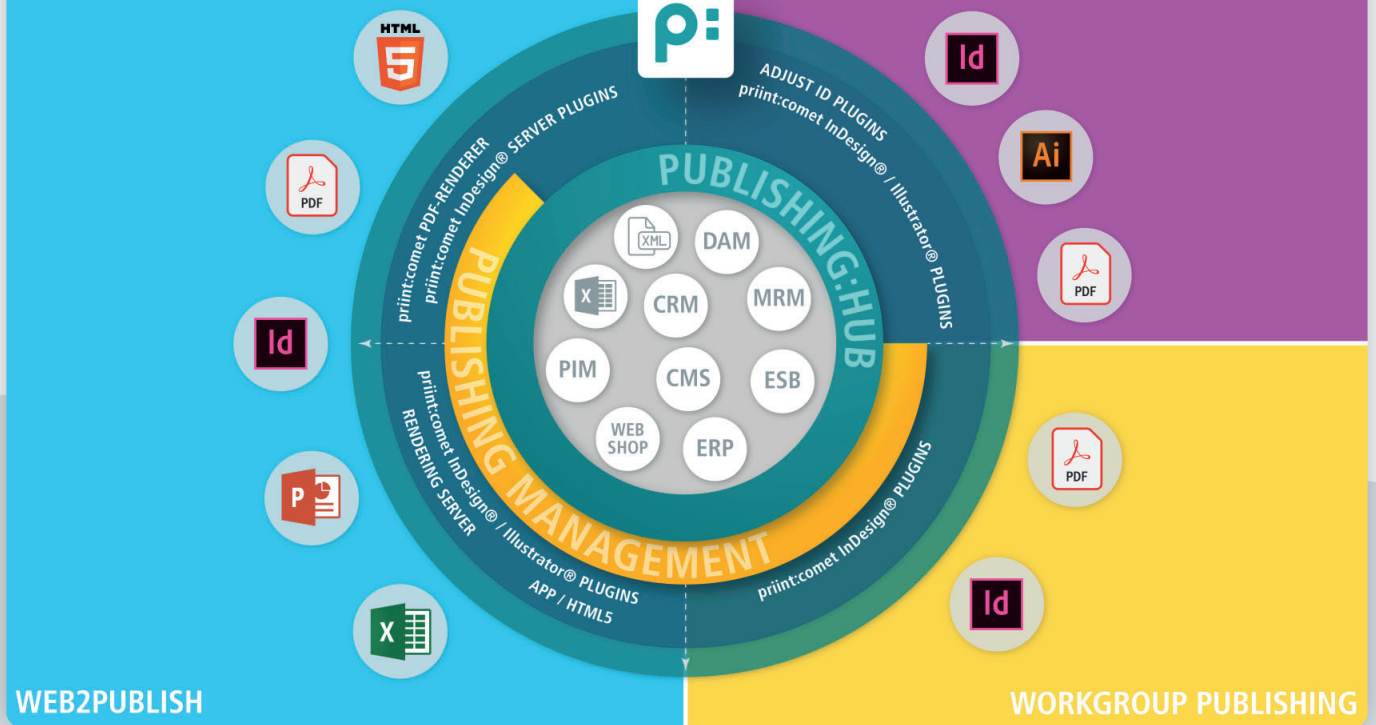 p:
HTML
5
PDF
Id
P
X
priint:comet PDF-RENDERER
priint:comet InDesign® SERVER PLUGINS
ADJUST ID PLUGINS
priint:comet InDesign® / Illustrator® PLUGINS
Id
Ai
PDF
PUBLISHING:HUB
PUBLISHING MANAGEMENT
XML
DAM
X
CRM
MRM
PIM
CMS
ESB
WEB
SHOP
ERP
priint:comet InDesign® / Illustrator® PLUGINS
RENDERING SERVER
APP / HTML5
priint:comet InDesign® PLUGINS
PDF
Id
WEB2PUBLISH
WORKGROUP PUBLISHING